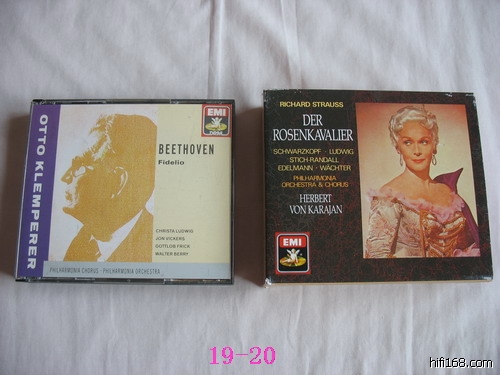 OTTO KLEMPERER
EMI
BEETHOVEN
Fidelio
CHRISTA LUDWIG
JON VICKERS
GOTTLOB FRICK
WALTER BERRY
PHILHARMONIA CHORUS · PHILHARMONIA ORCHESTRA
RICHARD STRAUSS
DER
ROSENKAVALIER
SCHWARZKOPF · LUDWIG
STICH-RANDALL
EDELMANN · WÄCHTER
PHILHARMONIA
ORCHESTRA & CHORUS
HERBERT
VON KARAJAN
EMI
19-20
hifi168.com